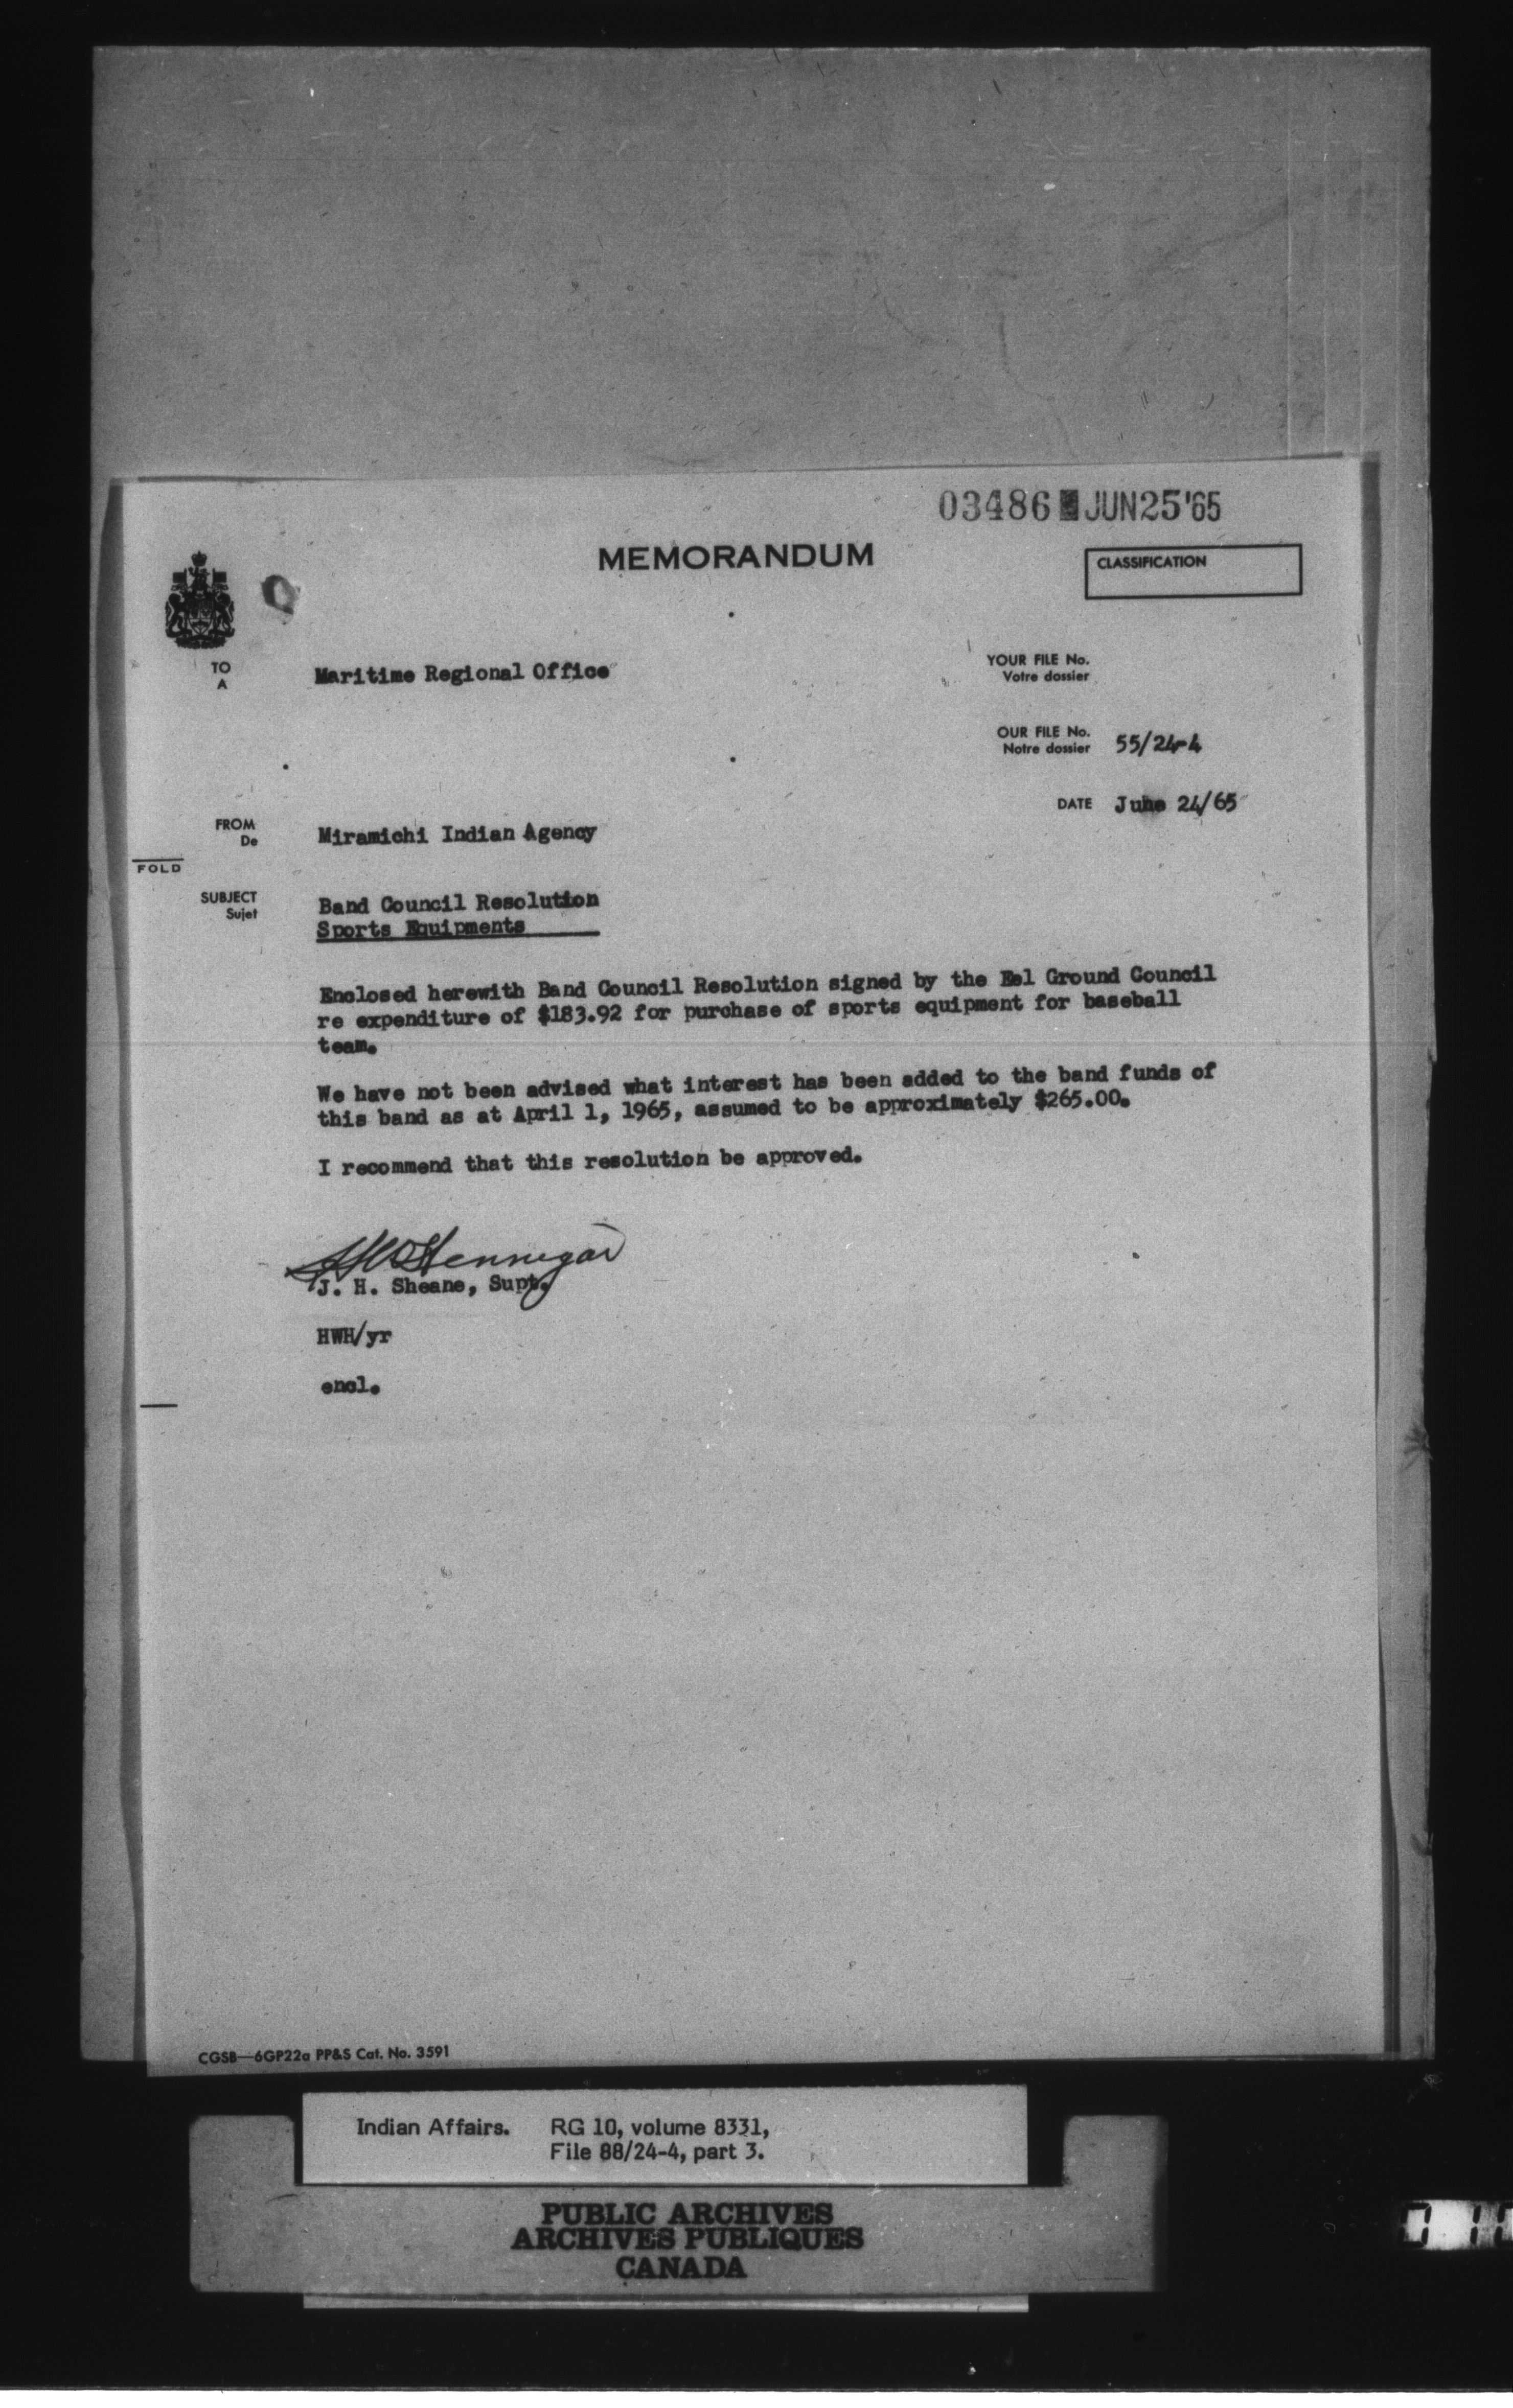 03486 JUN25'65
MEMORANDUM
CLASSIFICATION
TO
A
Maritime Regional Office
YOUR FILE No.
Votre dossier
OUR FILE No.
Notre dossier
55/24-4
DATE June 24/65
FROM
De
Miramichi Indian Agency
FOLD
SUBJECT
Sujet
Band Council Resolution
Sports Equipments
Enclosed herewith Band Council Resolution signed by the Eel Ground Council
re expenditure of $183.92 for purchase of sports equipment for baseball
team.
We have not been advised what interest has been added to the band funds of
this band as at April 1, 1965, assumed to be approximately $265.00.
I recommend that this resolution be approved.
Hennigar
J. H. Sheane, Supt.
HWH/yr
encl.
CGSB—6GP22a PP&S Cat. No. 3591
Indian Affairs. RG 10, volume 8331,
File 88/24-4, part 3.
PUBLIC ARCHIVES
ARCHIVES PUBLIQUES
CANADA